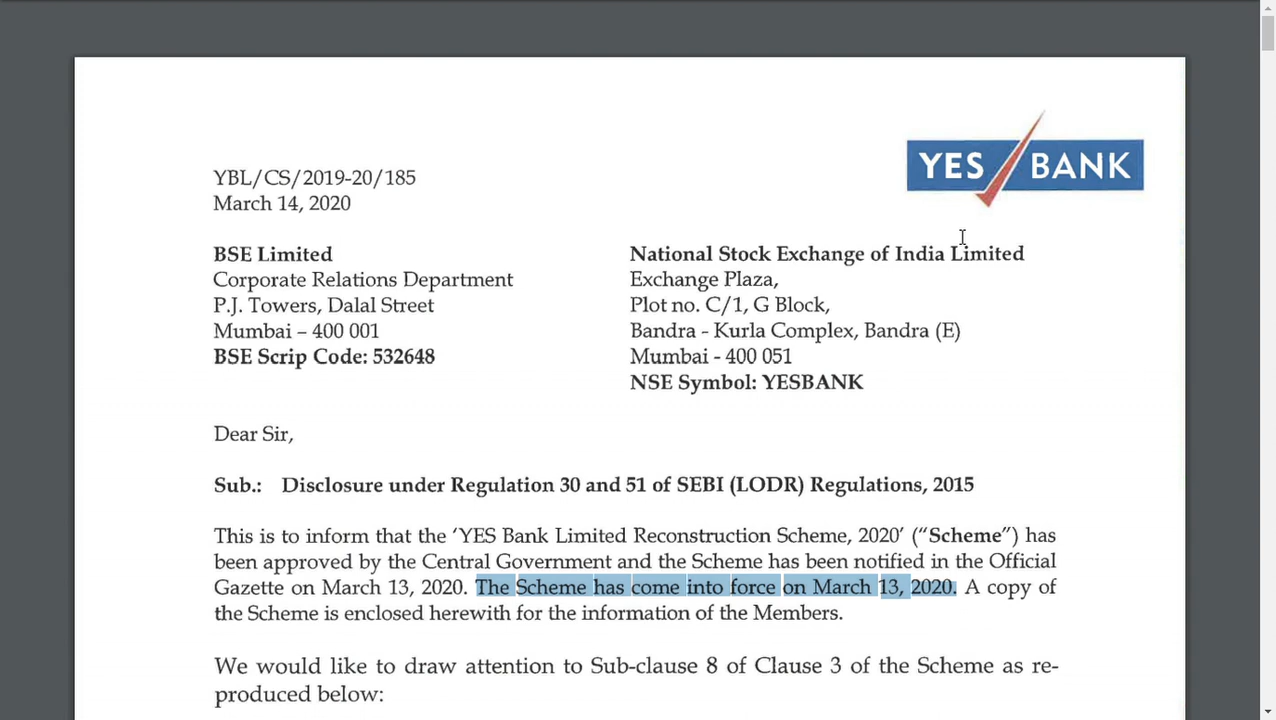 YES BANK
YBL/CS/2019-20/185
March 14, 2020
BSE Limited
Corporate Relations Department
P.J. Towers, Dalal Street
Mumbai – 400 001
BSE Scrip Code: 532648
National Stock Exchange of India Limited
Exchange Plaza,
Plot no. C/1, G Block,
Bandra - Kurla Complex, Bandra (E)
Mumbai - 400 051
NSE Symbol: YESBANK
Dear Sir,
Sub.: Disclosure under Regulation 30 and 51 of SEBI (LODR) Regulations, 2015
This is to inform that the ‘YES Bank Limited Reconstruction Scheme, 2020’ (“Scheme”) has
been approved by the Central Government and the Scheme has been notified in the Official
Gazette on March 13, 2020. The Scheme has come into force on March 13, 2020. A copy of
the Scheme is enclosed herewith for the information of the Members.
We would like to draw attention to Sub-clause 8 of Clause 3 of the Scheme as re-
produced below: